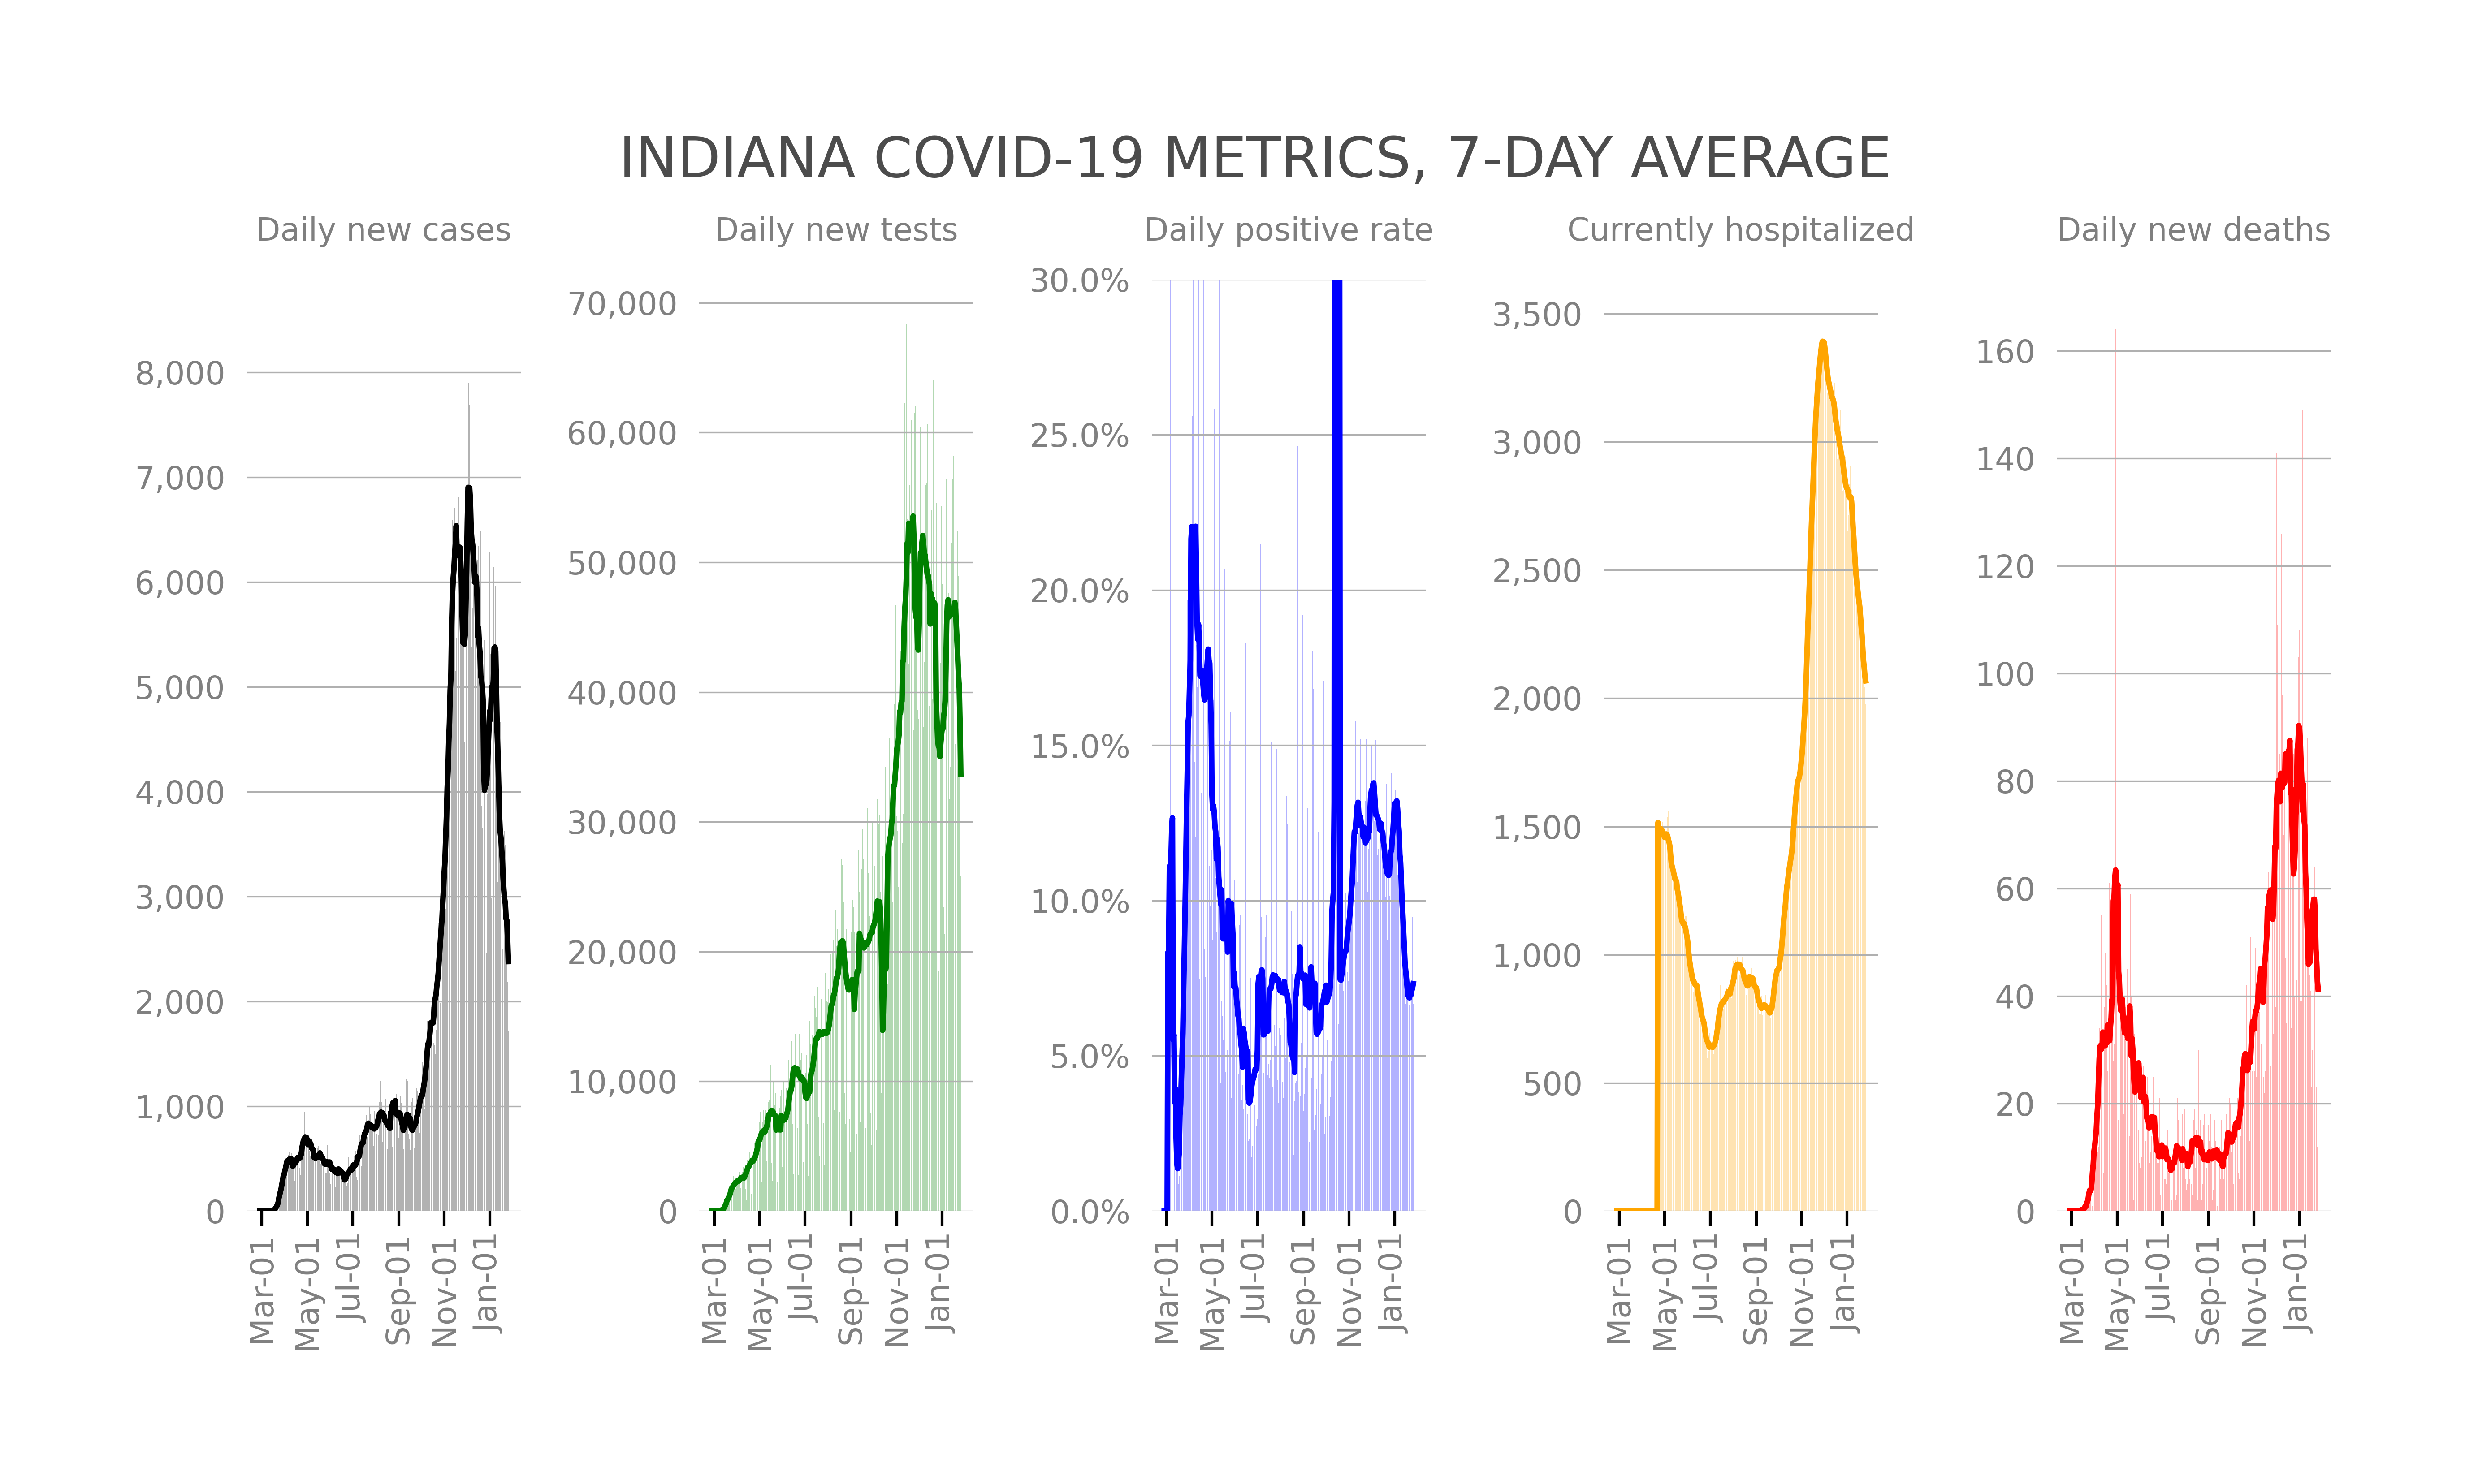 INDIANA COVID-19 METRICS, 7-DAY AVERAGE
Daily new cases
8,000
7,000
6,000
5,000
4,000
3,000
2,000
1,000
0
Mar-01
May-01
Jul-01
Sep-01
Nov-01
Jan-01
Daily new tests
70,000
60,000
50,000
40,000
30,000
20,000
10,000
0
Mar-01
May-01
Jul-01
Sep-01
Nov-01
Jan-01
Daily positive rate
30.0%
25.0%
20.0%
15.0%
10.0%
5.0%
0.0%
Mar-01
May-01
Jul-01
Sep-01
Nov-01
Jan-01
Currently hospitalized
3,500
3,000
2,500
2,000
1,500
1,000
500
0
Mar-01
May-01
Jul-01
Sep-01
Nov-01
Jan-01
Daily new deaths
160
140
120
100
80
60
40
20
0
Mar-01
May-01
Jul-01
Sep-01
Nov-01
Jan-01